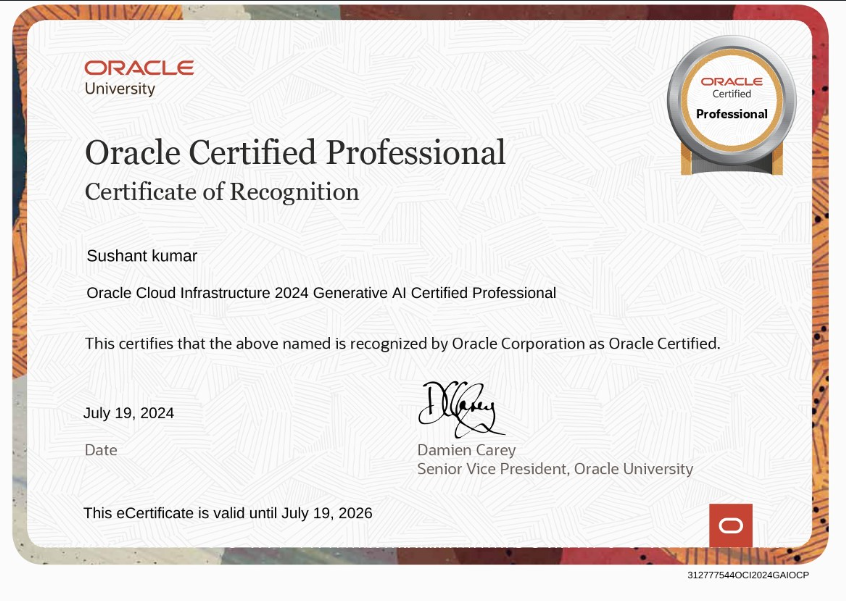 ORACLE
University
ORACLE
Certified
Professional
Oracle Certified Professional
Certificate of Recognition
Sushant kumar
Oracle Cloud Infrastructure 2024 Generative AI Certified Professional
This certifies that the above named is recognized by Oracle Corporation as Oracle Certified.
July 19, 2024
Date
Damien Carey
Senior Vice President, Oracle University
This eCertificate is valid until July 19, 2026
312777544OCI2024GAIOCP